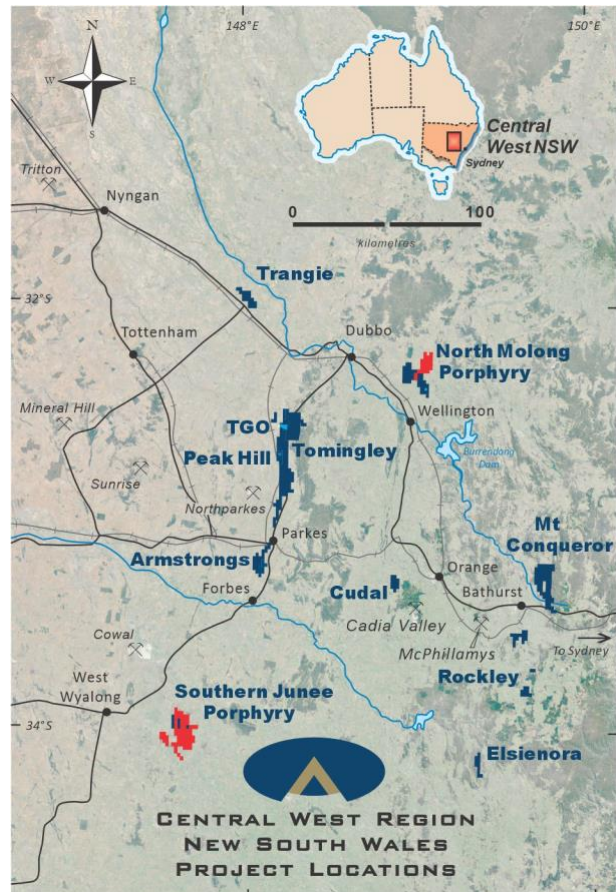 148°E
150°E
N
W
E
S
Central
West NSW
Sydney
Tritton
Nyngan
0
100
kilometres
Trangie
32°S
Dubbo
Tottenham
North Molong
Porphyry
Mineral Hill
TGO
Wellington
Peak Hill
Tomingley
Burrendong
Dam
Sunrise
Northparkes
Parkes
Mt
Conqueror
Armstrongs
Orange
Cudal
Bathurst
Forbes
Cadia Valley
Cowal
McPhillamys
To Sydney
West
Wyalong
Southern Junee
Porphyry
Rockley
34°S
Elsienora
Central West Region
New South Wales
Project Locations